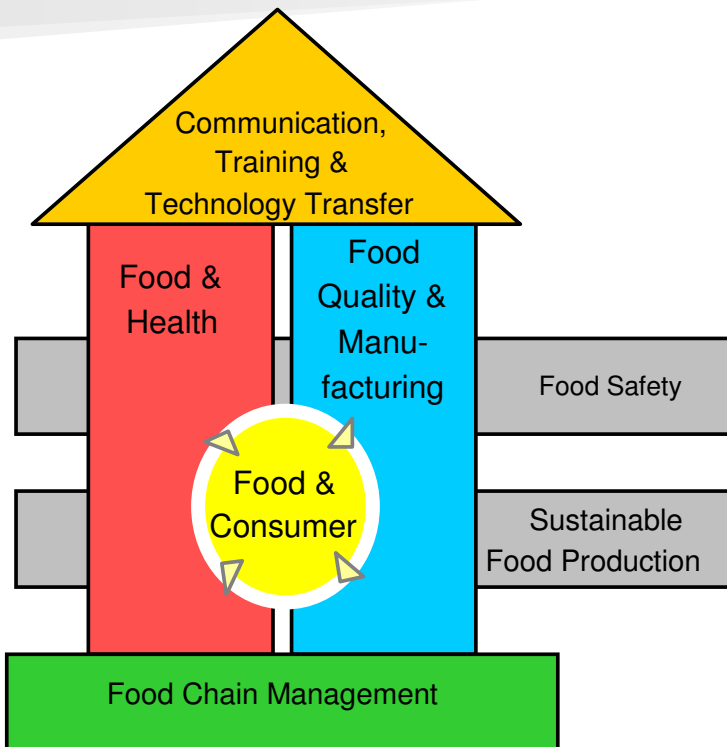 Communication,
Training &
Technology Transfer
Food &
Health
Food
Quality &
Manu-
facturing
Food Safety
Food &
Consumer
Sustainable
Food Production
Food Chain Management